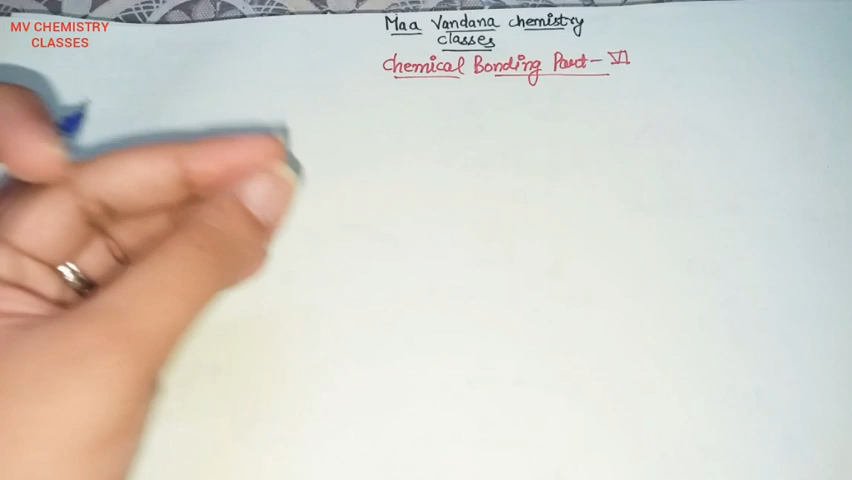 MV CHEMISTRY
CLASSES
Maa Vandana chemistry
classes
Chemical Bonding Part - VI